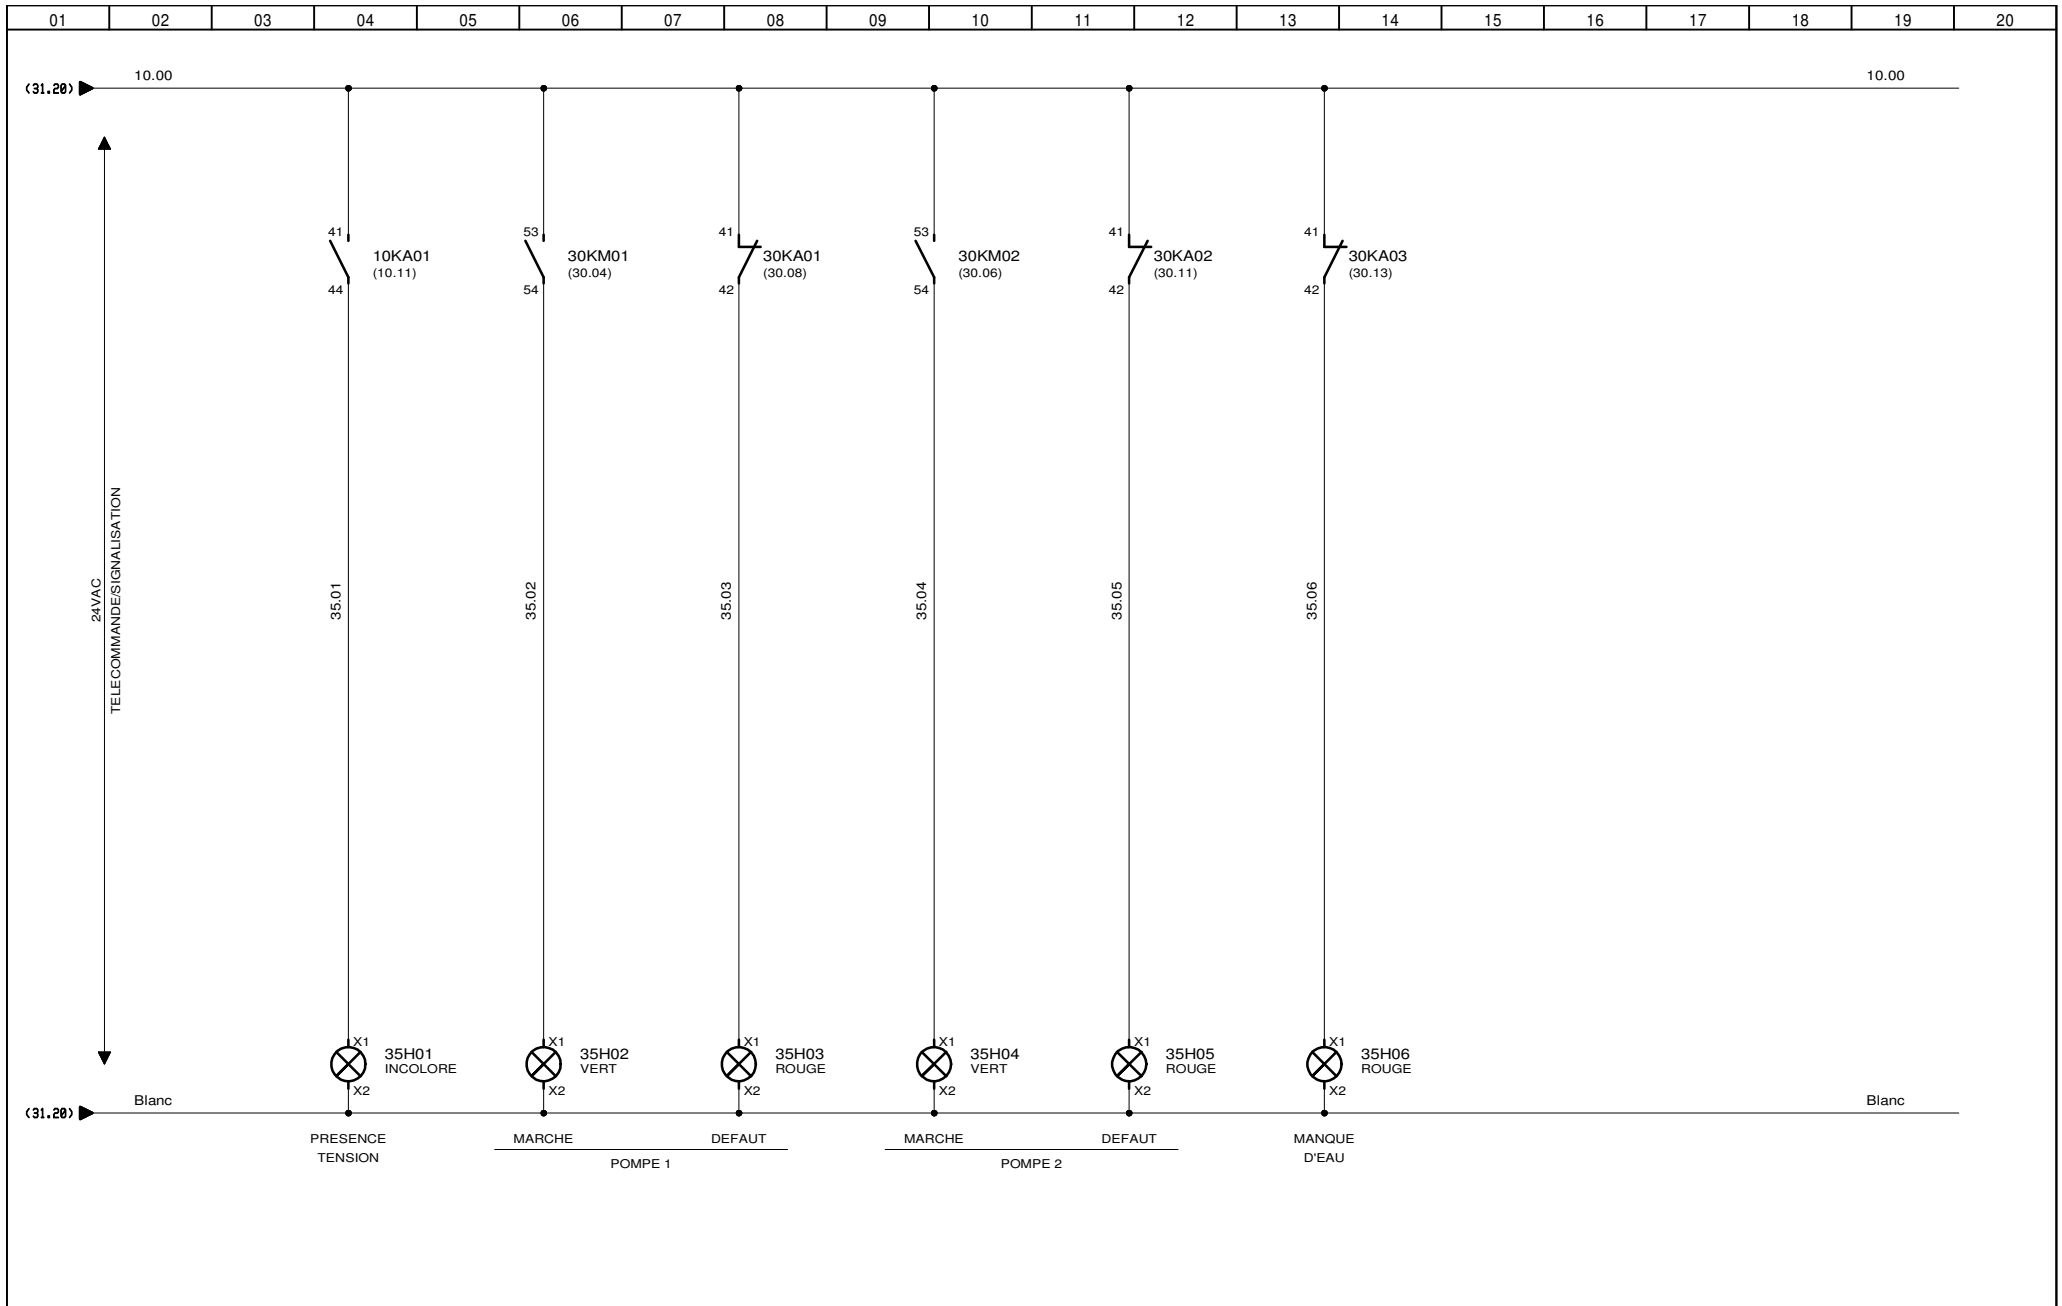 01 02 03 04 05 06 07 08 09 10 11 12 13 14 15 16 17 18 19 20
10.00 10.00
(31.20)
41 53 41 53 41 41
10KA01 30KM01 30KA01 30KM02 30KA02 30KA03
(10.11) (30.04) (30.08) (30.06) (30.11) (30.13)
44 54 42 54 42 42
24VAC
TELECOMMANDE/SIGNALISATION
35.01 35.02 35.03 35.04 35.05 35.06
X1 X1 X1 X1 X1 X1
35H01 35H02 35H03 35H04 35H05 35H06
INCOLORE VERT ROUGE VERT ROUGE ROUGE
X2 X2 X2 X2 X2 X2
Blanc Blanc
(31.20)
PRESENCE MARCHE DEFAUT MARCHE DEFAUT MANQUE
TENSION POMPE 1 POMPE 2 D'EAU